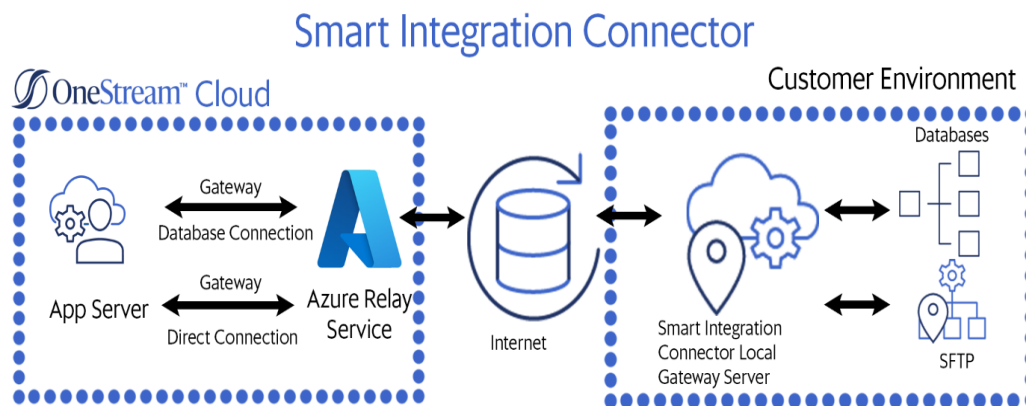 Smart Integration Connector
OneStream™ Cloud
Customer Environment
Gateway
Database Connection
Gateway
Direct Connection
App Server
Azure Relay
Service
Internet
Smart Integration
Connector Local
Gateway Server
Databases
SFTP